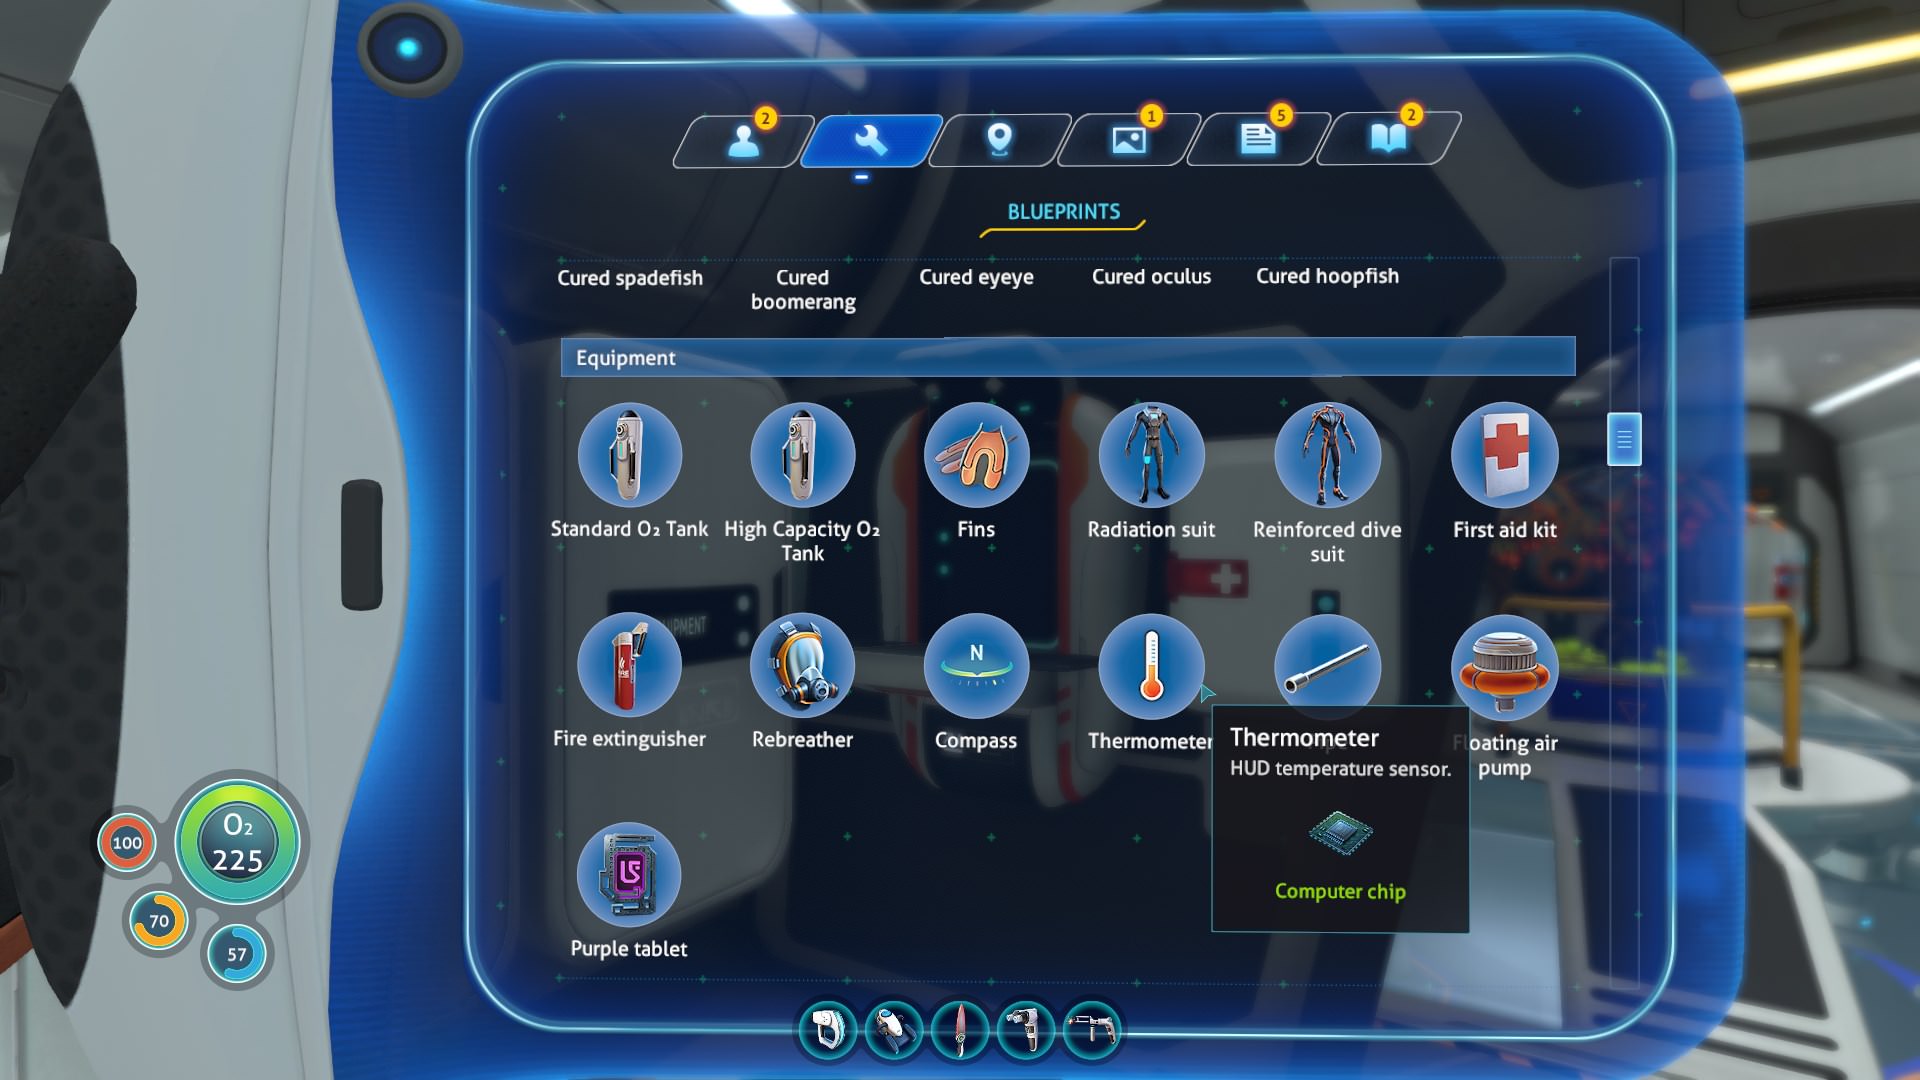 2
1
5
2
BLUEPRINTS
Cured spadefish
Cured
boomerang
Cured eyeye
Cured oculus
Cured hoopfish
Equipment
Standard O₂ Tank
High Capacity O₂
Tank
Fins
Radiation suit
Reinforced dive
suit
First aid kit
Fire extinguisher
Rebreather
N
Compass
Thermometer
Floating air
pump
Thermometer
HUD temperature sensor.
Computer chip
Purple tablet
O₂
225
100
70
57